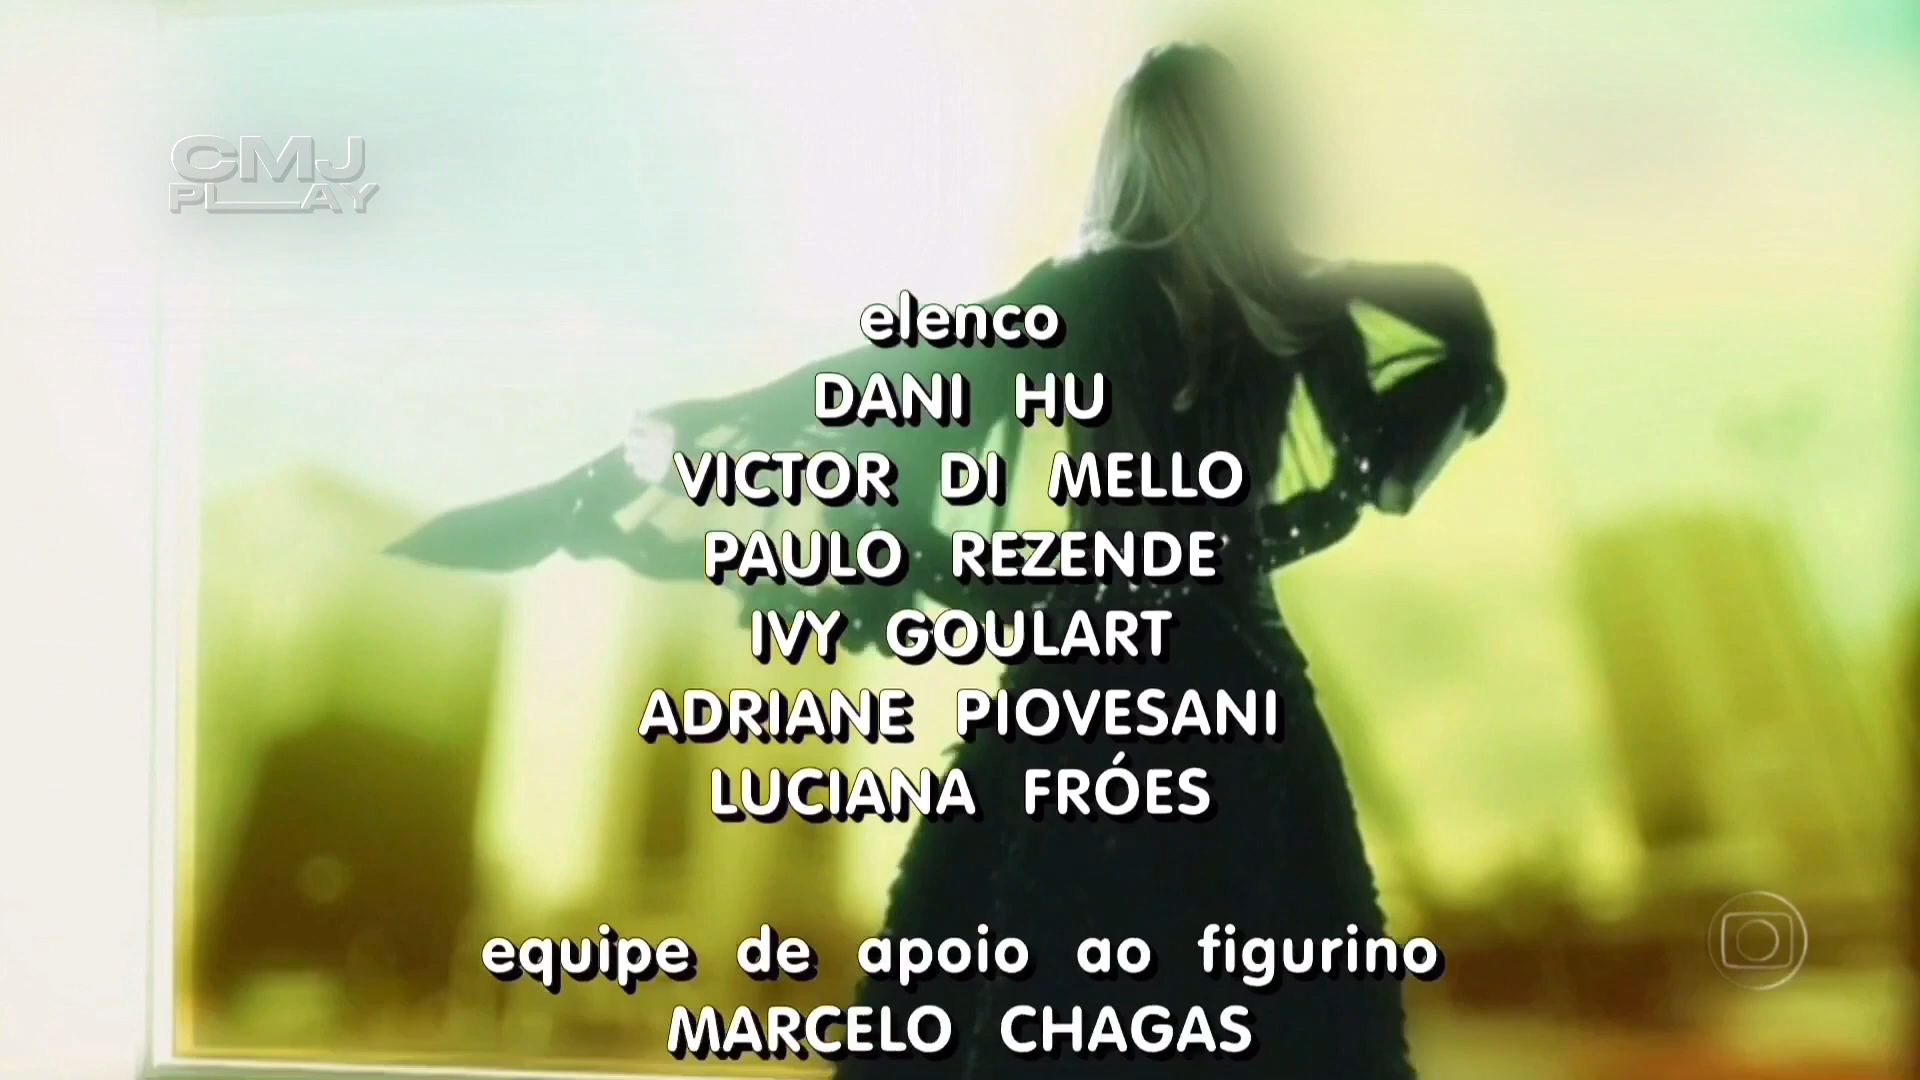 CMJ
PLAY
elenco
DANI HU
VICTOR DI MELLO
PAULO REZENDE
IVY GOULART
ADRIANE PIOVESANI
LUCIANA FRÓES
equipe de apoio ao figurino
MARCELO CHAGAS